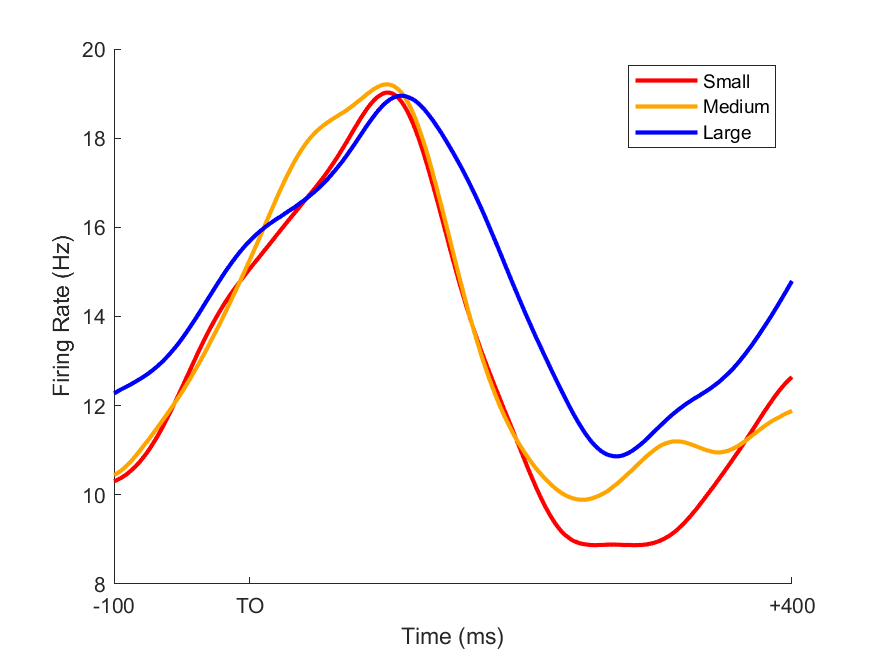 20
18
16
14
12
10
8
Firing Rate (Hz)
Small
Medium
Large
-100
TO
+400
Time (ms)